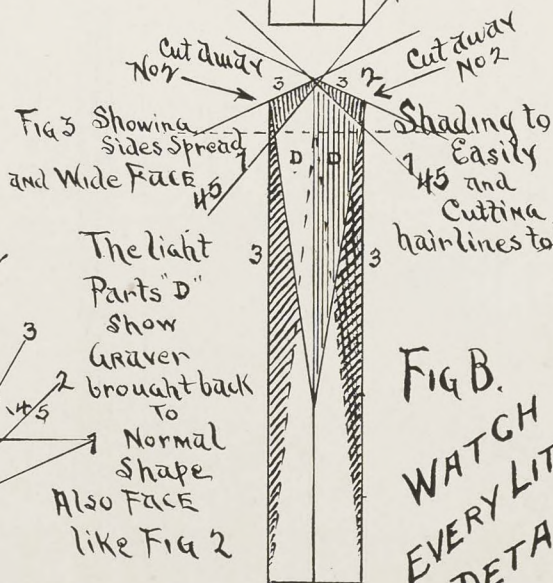 Cut away
No 2
3
3
2
Cut away
No 2
Fig 3 Showing
Sides Spread
and Wide Face
1
45
D
D
Shading to
Easily
and
Cutting
hairlines to
1
45
3
3
The light
Parts "D"
Show
Graver
brought back
To
Normal
Shape
Also Face
like Fig 2
3
2
45
1
Fig B.
WATCH
EVERY LIT
DETA